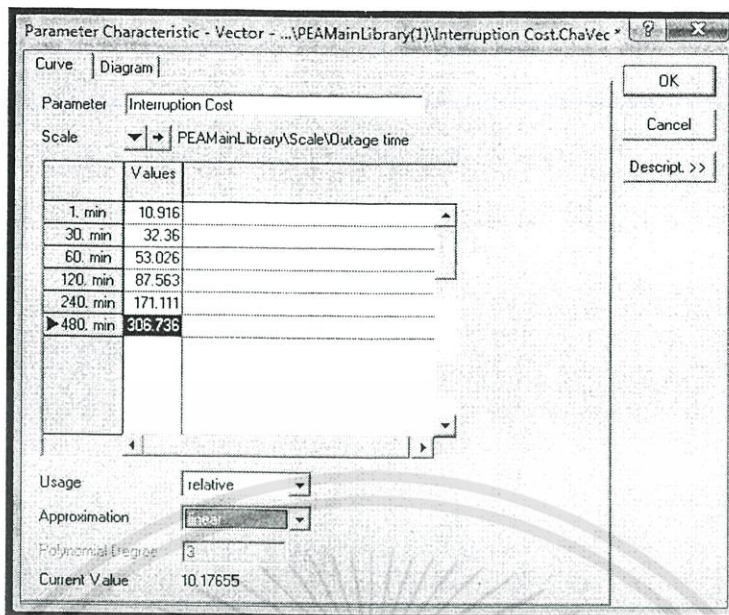 Parameter Characteristic - Vector - ...\PEAMainLibrary(1)\Interruption Cost.ChaVec *
Curve Diagram
OK
Parameter Interruption Cost
Cancel
Scale PEAMainLibrary\Scale\Outage time
Descript. >>
Values
1. min 10.916
30. min 32.36
60. min 53.026
120. min 87.563
240. min 171.111
480. min 306.736
Usage relative
Approximation linear
Polynomial Degree 3
Current Value 10.17655